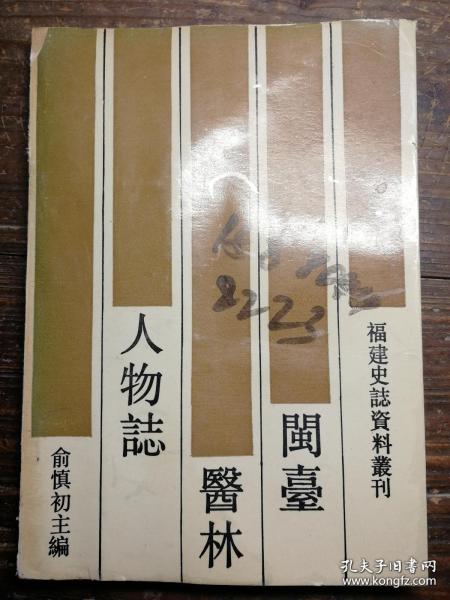 福建史誌資料叢刊
閩臺
醫林
人物誌
俞慎初主編
8223
孔夫子旧书网
www.kongfz.com